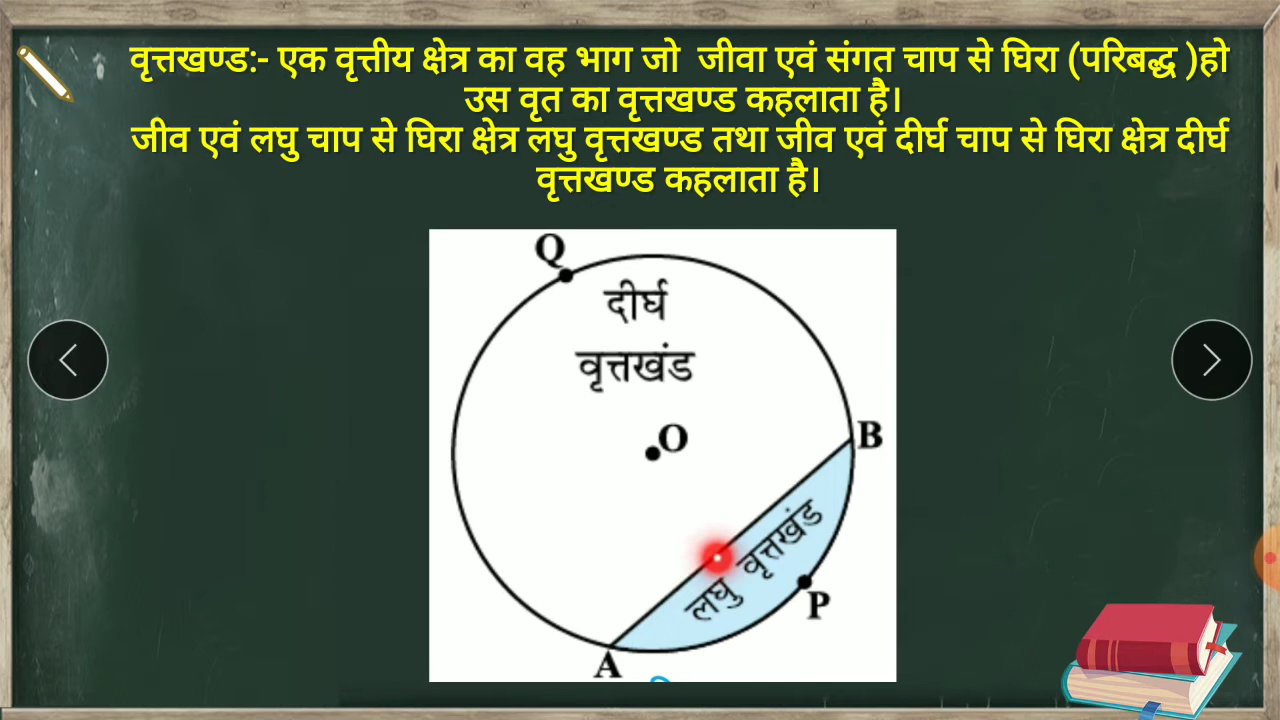 वृत्तखण्ड:- एक वृत्तीय क्षेत्र का वह भाग जो  जीवा एवं संगत चाप से घिरा (परिबद्ध )हो
उस वृत का वृत्तखण्ड कहलाता है।
जीव एवं लघु चाप से घिरा क्षेत्र लघु वृत्तखण्ड तथा जीव एवं दीर्घ चाप से घिरा क्षेत्र दीर्घ
वृत्तखण्ड कहलाता है।
Q
दीर्घ
वृत्तखंड
O
B
लघु वृत्तखंड
P
A